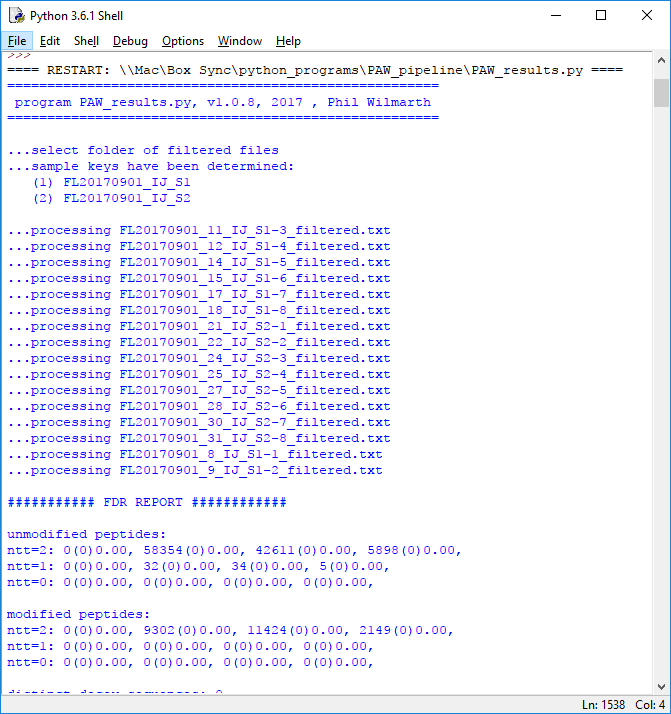 Python 3.6.1 Shell
File Edit Shell Debug Options Window Help
>>>
==== RESTART: \\Mac\Box Sync\python_programs\PAW_pipeline\PAW_results.py ====
======================================================
program PAW_results.py, v1.0.8, 2017 , Phil Wilmarth
======================================================
...select folder of filtered files
...sample keys have been determined:
(1) FL20170901_IJ_S1
(2) FL20170901_IJ_S2
...processing FL20170901_11_IJ_S1-3_filtered.txt
...processing FL20170901_12_IJ_S1-4_filtered.txt
...processing FL20170901_14_IJ_S1-5_filtered.txt
...processing FL20170901_15_IJ_S1-6_filtered.txt
...processing FL20170901_17_IJ_S1-7_filtered.txt
...processing FL20170901_18_IJ_S1-8_filtered.txt
...processing FL20170901_21_IJ_S2-1_filtered.txt
...processing FL20170901_22_IJ_S2-2_filtered.txt
...processing FL20170901_24_IJ_S2-3_filtered.txt
...processing FL20170901_25_IJ_S2-4_filtered.txt
...processing FL20170901_27_IJ_S2-5_filtered.txt
...processing FL20170901_28_IJ_S2-6_filtered.txt
...processing FL20170901_30_IJ_S2-7_filtered.txt
...processing FL20170901_31_IJ_S2-8_filtered.txt
...processing FL20170901_8_IJ_S1-1_filtered.txt
...processing FL20170901_9_IJ_S1-2_filtered.txt
########### FDR REPORT ############
unmodified peptides:
ntt=2: 0(0)0.00, 58354(0)0.00, 42611(0)0.00, 5898(0)0.00,
ntt=1: 0(0)0.00, 32(0)0.00, 34(0)0.00, 5(0)0.00,
ntt=0: 0(0)0.00, 0(0)0.00, 0(0)0.00, 0(0)0.00,
modified peptides:
ntt=2: 0(0)0.00, 9302(0)0.00, 11424(0)0.00, 2149(0)0.00,
ntt=1: 0(0)0.00, 0(0)0.00, 0(0)0.00, 0(0)0.00,
ntt=0: 0(0)0.00, 0(0)0.00, 0(0)0.00, 0(0)0.00,
distinct decoy sequences: 0
Ln: 1538 Col: 4